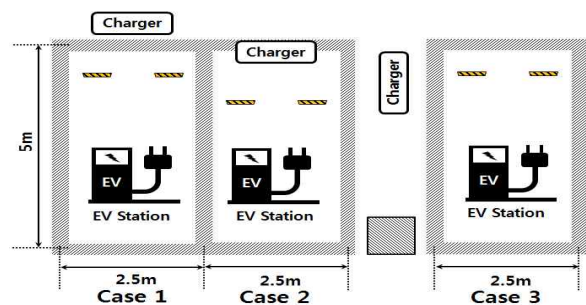 Charger
Charger
Charger
5m
EV
EV
EV
EV Station
EV Station
EV Station
2.5m
2.5m
2.5m
Case 1
Case 2
Case 3